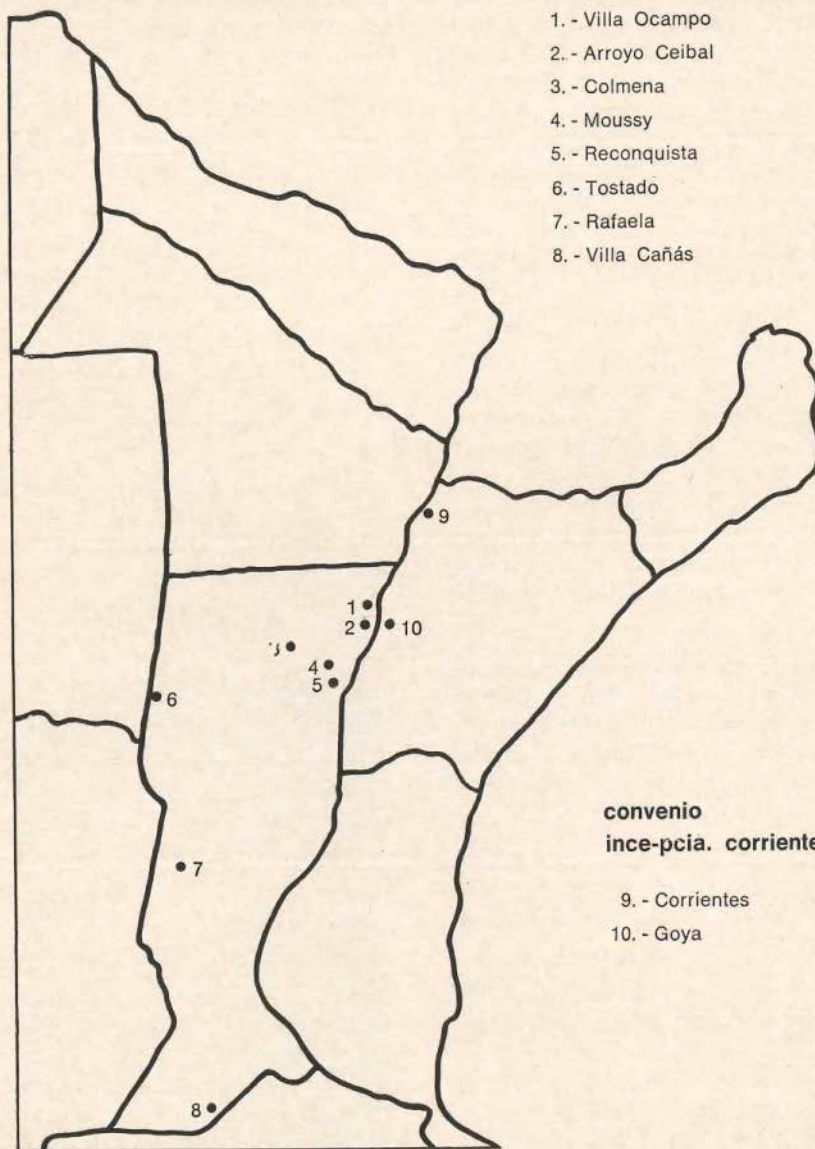 1. - Villa Ocampo
2. - Arroyo Ceibal
3. - Colmena
4. - Moussy
5. - Reconquista
6. - Tostado
7. - Rafaela
8. - Villa Cañás
9
1
2
10
4
5
6
7
8
convenio
ince-pcia. corriente
9. - Corrientes
10. - Goya